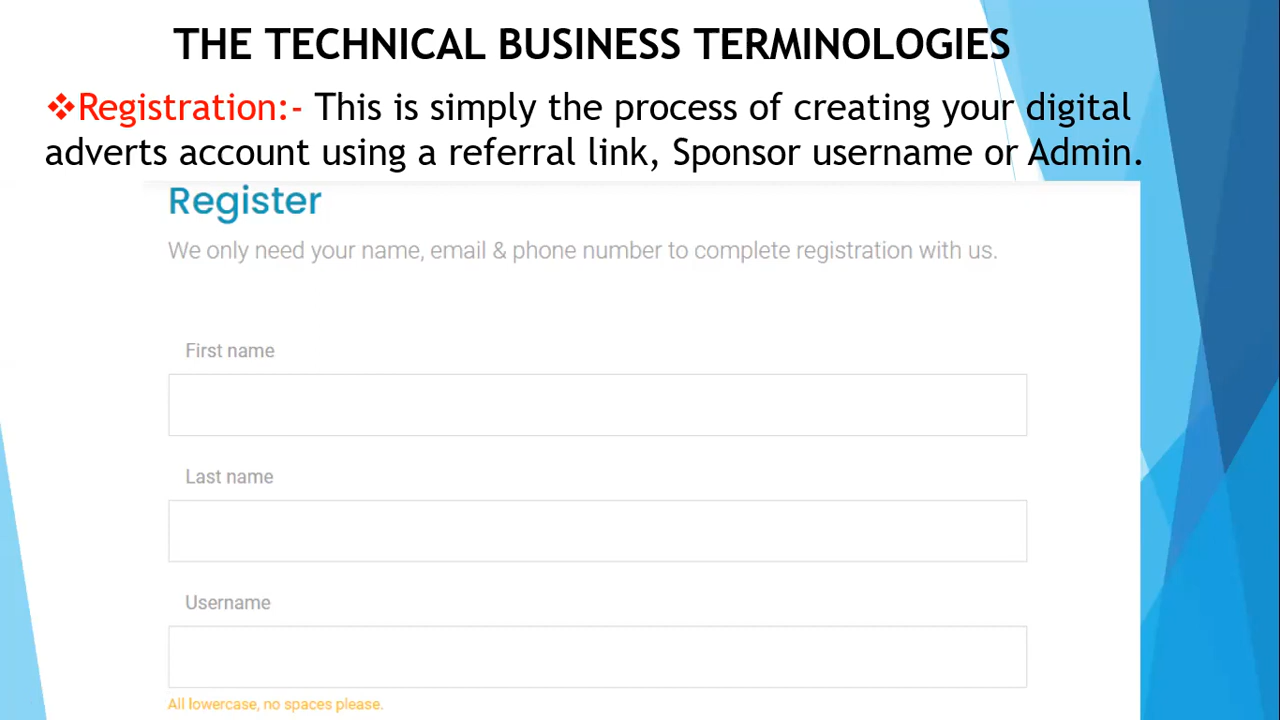 THE TECHNICAL BUSINESS TERMINOLOGIES
❖Registration:- This is simply the process of creating your digital
adverts account using a referral link, Sponsor username or Admin.
Register
We only need your name, email & phone number to complete registration with us.
First name
Last name
Username
All lowercase, no spaces please.